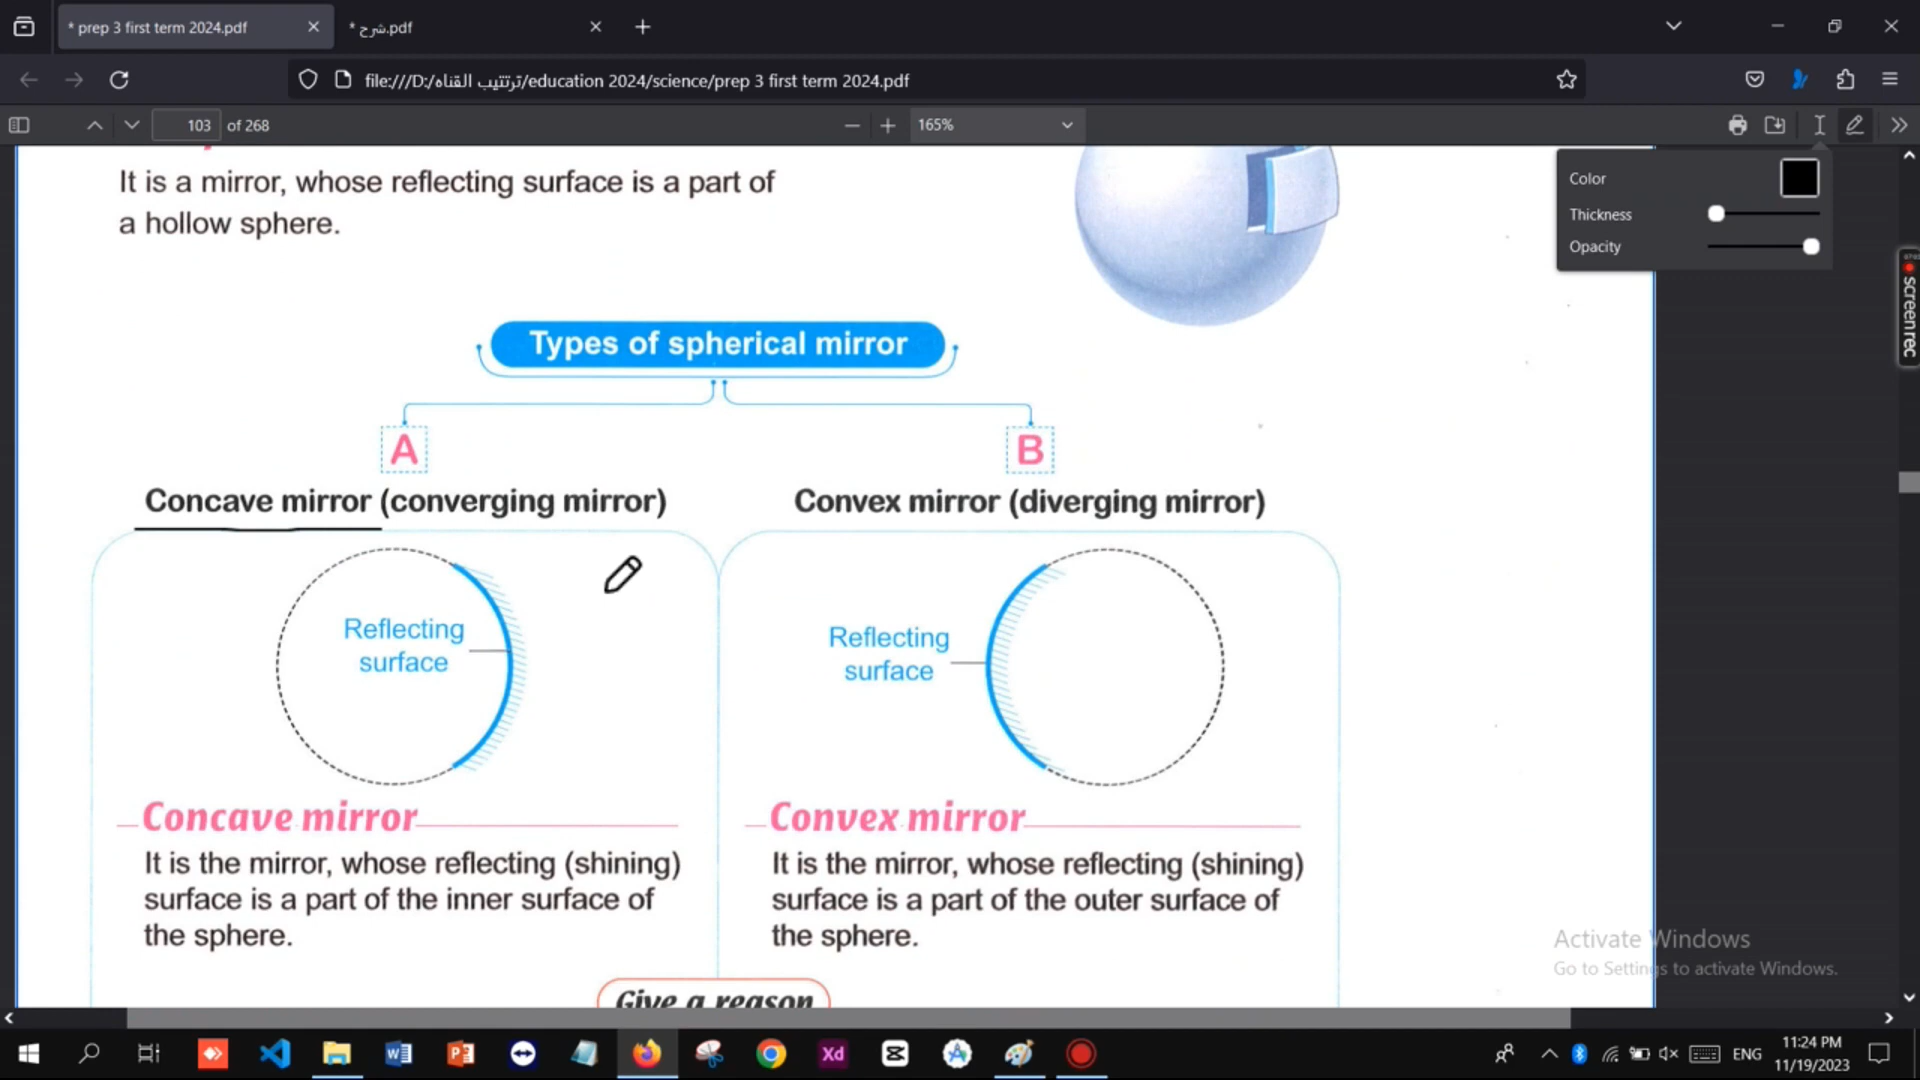 * prep 3 first term 2024.pdf
* شرح.pdf
file:///D:/ترتتيب القناه/education 2024/science/prep 3 first term 2024.pdf
103 of 268
165%
Color
Thickness
Opacity
screenrec
It is a mirror, whose reflecting surface is a part of
a hollow sphere.
Types of spherical mirror
A
B
Concave mirror (converging mirror)
Convex mirror (diverging mirror)
Reflecting
surface
Reflecting
surface
Concave mirror
It is the mirror, whose reflecting (shining)
surface is a part of the inner surface of
the sphere.
Convex mirror
It is the mirror, whose reflecting (shining)
surface is a part of the outer surface of
the sphere.
Give a reason
Activate Windows
Go to Settings to activate Windows.
Xd
ENG
11:24 PM
11/19/2023